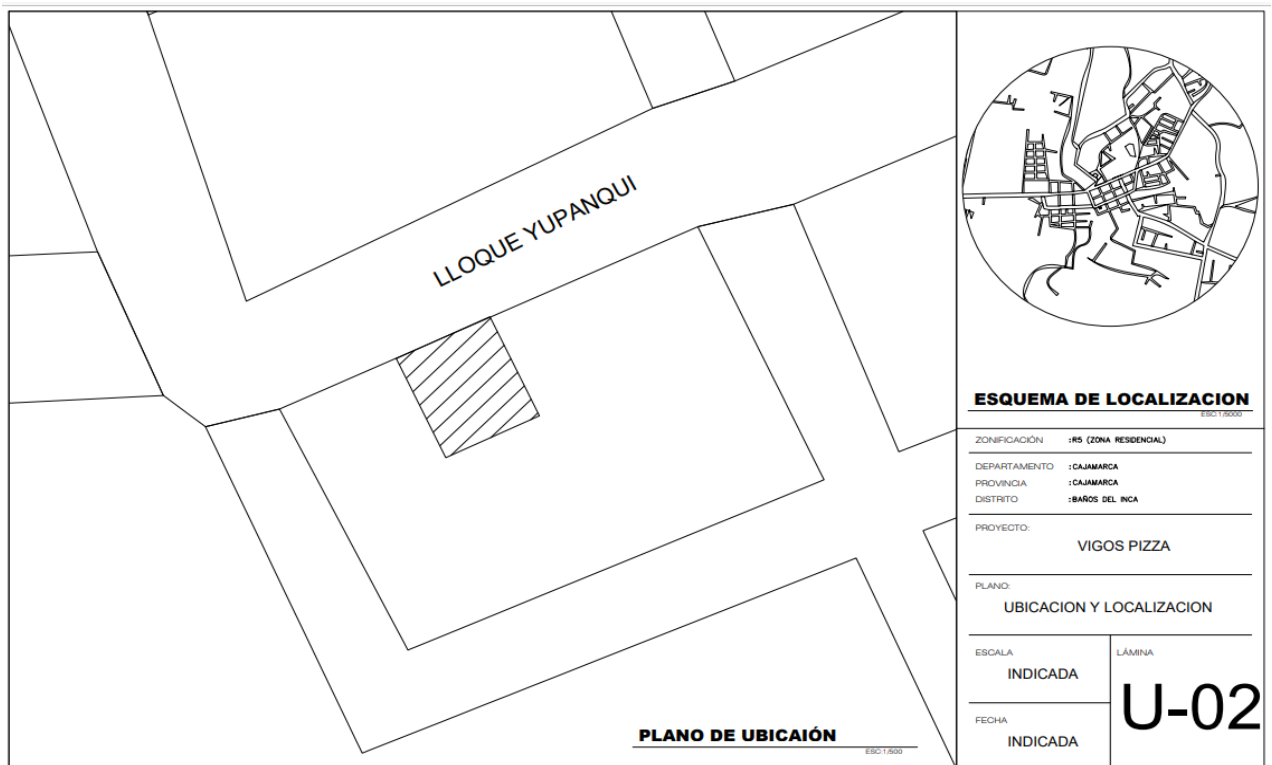 LLOQUE YUPANQUI
PLANO DE UBICAIÓN
ESC:1/500
ESQUEMA DE LOCALIZACION
ESC:1/5000
ZONIFICACIÓN :R5 (ZONA RESIDENCIAL)
DEPARTAMENTO :CAJAMARCA
PROVINCIA :CAJAMARCA
DISTRITO :BAÑOS DEL INCA
PROYECTO:
VIGOS PIZZA
PLANO:
UBICACION Y LOCALIZACION
ESCALA
INDICADA
FECHA
INDICADA
LÁMINA
U-02